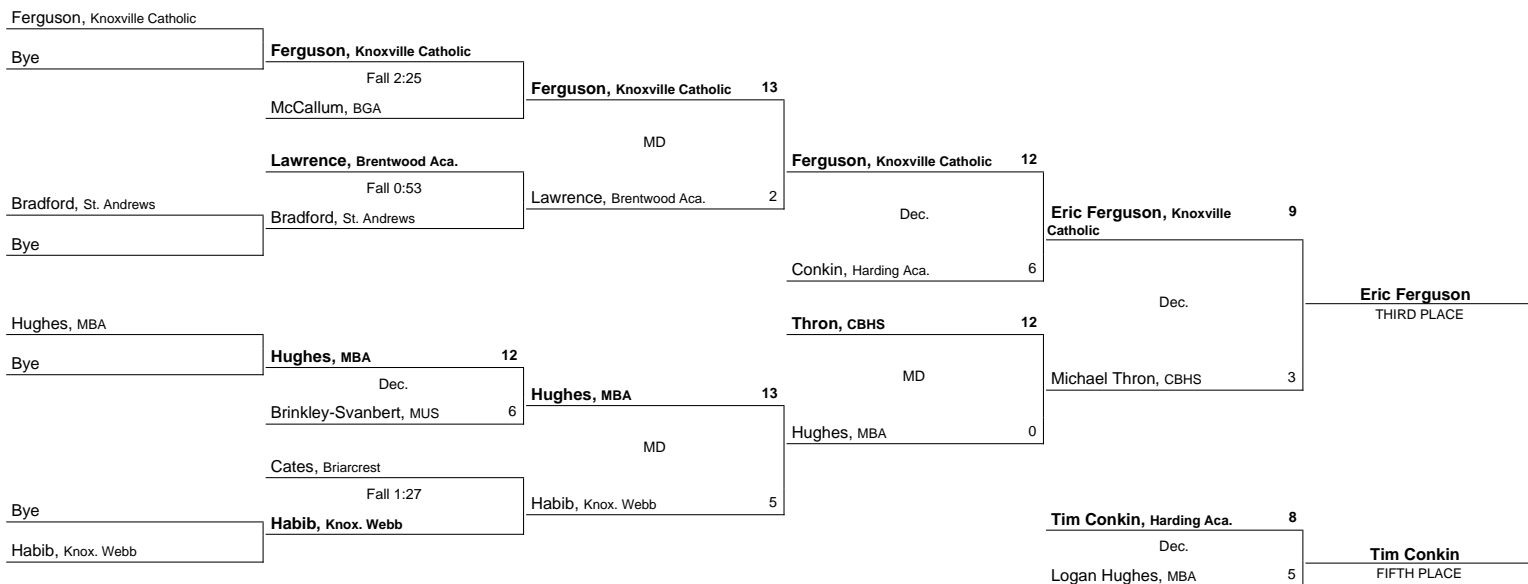 Ferguson, Knoxville Catholic
Bye
Ferguson, Knoxville Catholic
Fall 2:25
McCallum, BGA
Ferguson, Knoxville Catholic 13
MD
Lawrence, Brentwood Aca. 2
Lawrence, Brentwood Aca.
Fall 0:53
Bradford, St. Andrews
Bradford, St. Andrews
Bye
Ferguson, Knoxville Catholic 12
Dec.
Conkin, Harding Aca. 6
Eric Ferguson, Knoxville 9
Catholic
Dec.
Michael Thron, CBHS 3
Eric Ferguson
THIRD PLACE
Hughes, MBA
Bye
Hughes, MBA 12
Dec.
Brinkley-Svanbert, MUS 6
Hughes, MBA 13
MD
Habib, Knox. Webb 5
Thron, CBHS 12
MD
Hughes, MBA 0
Cates, Briarcrest
Fall 1:27
Habib, Knox. Webb
Bye
Habib, Knox. Webb
Tim Conkin, Harding Aca. 8
Dec.
Logan Hughes, MBA 5
Tim Conkin
FIFTH PLACE